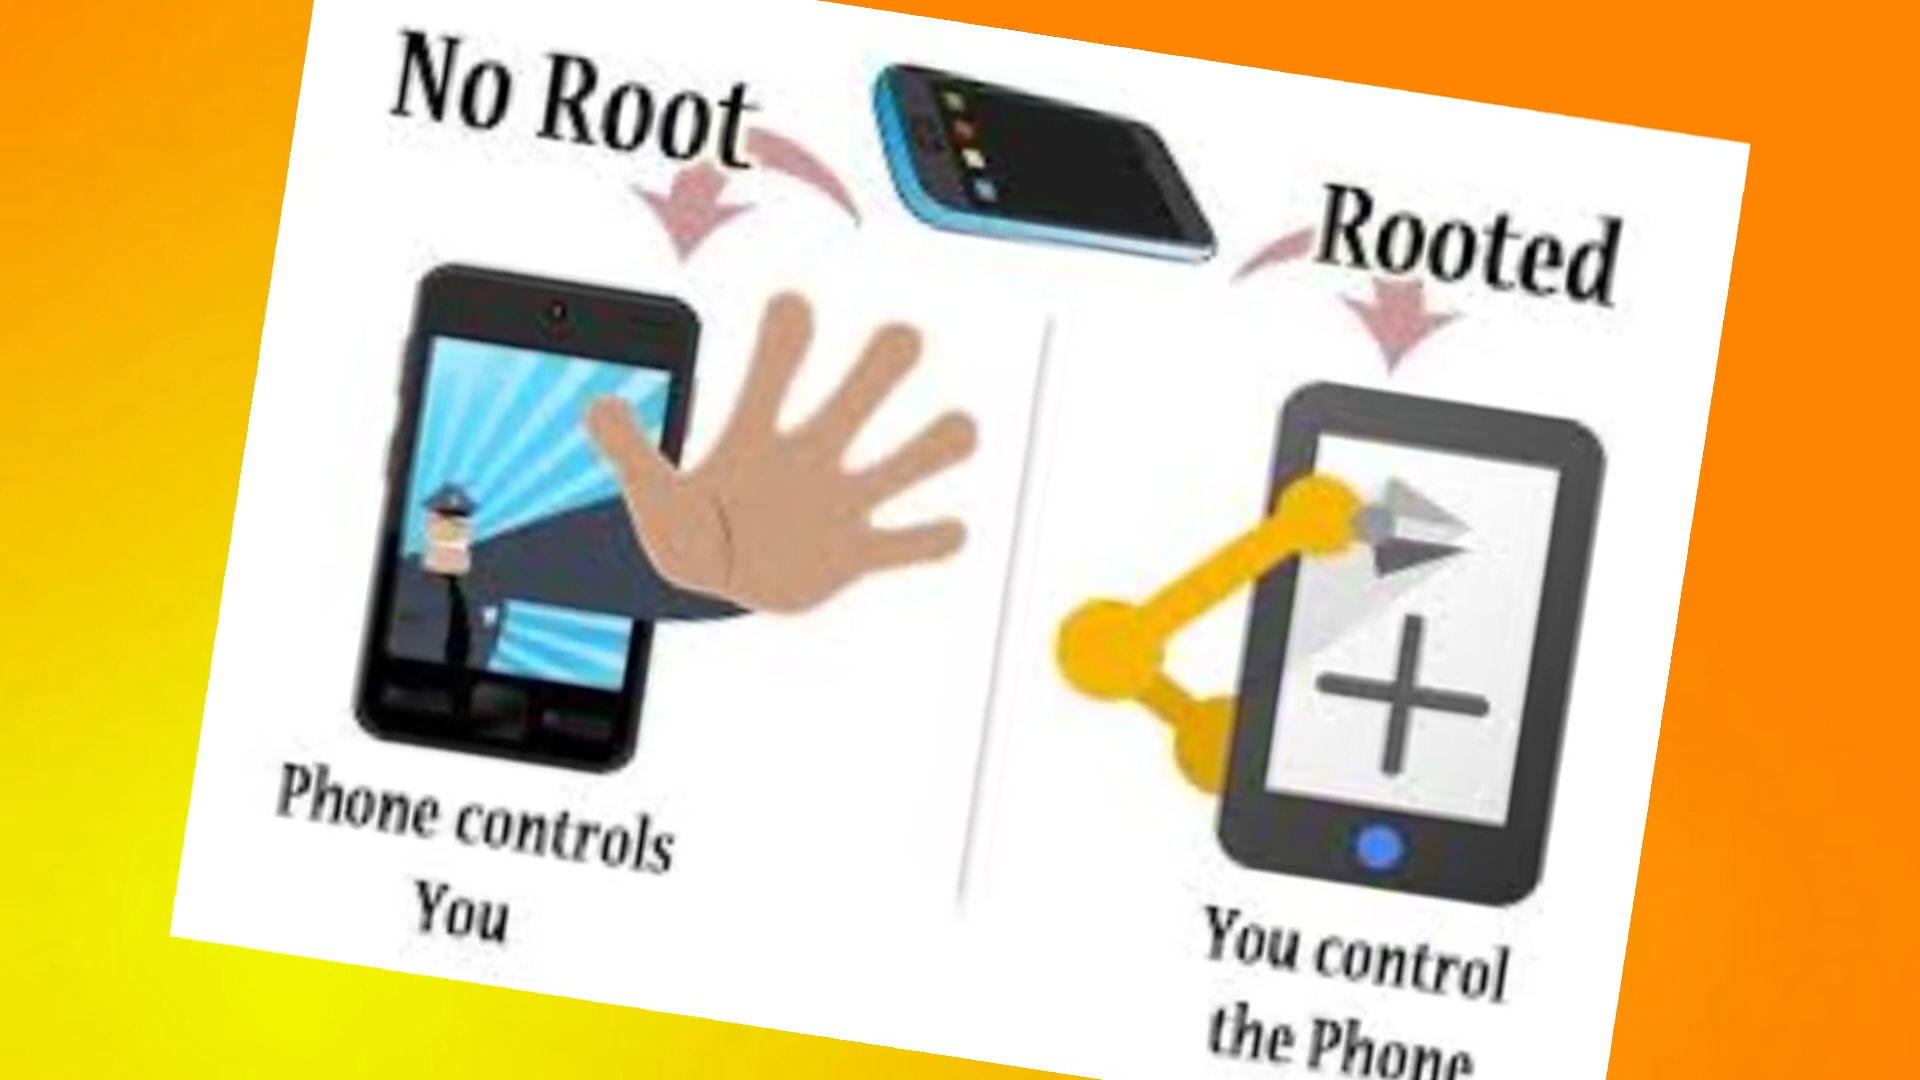 No Root
Rooted
Phone controls
You
You control
the Phone